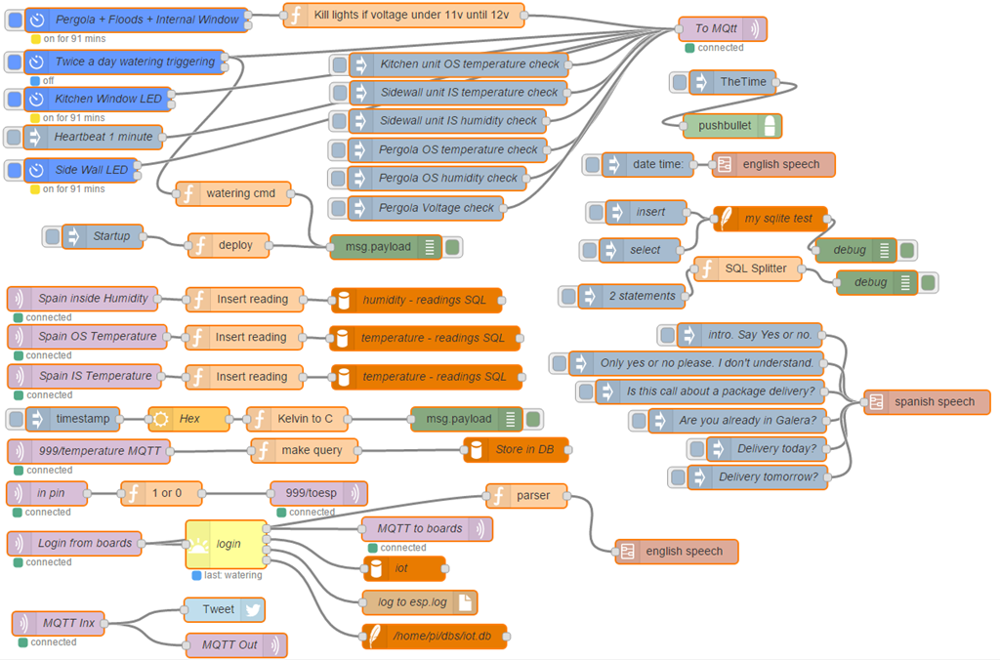 Pergola + Floods + Internal Window
on for 91 mins
Kill lights if voltage under 11v until 12v
To MQtt
connected
Twice a day watering triggering
off
Kitchen Window LED
on for 91 mins
Heartbeat 1 minute
Side Wall LED
on for 91 mins
Kitchen unit OS temperature check
Sidewall unit IS temperature check
Sidewall unit IS humidity check
Pergola OS temperature check
Pergola OS humidity check
Pergola Voltage check
TheTime
pushbullet
date time:
english speech
watering cmd
Startup
deploy
msg.payload
insert
select
my sqlite test
debug
SQL Splitter
2 statements
debug
Spain inside Humidity
connected
Insert reading
humidity - readings SQL
Spain OS Temperature
connected
Insert reading
temperature - readings SQL
Spain IS Temperature
connected
Insert reading
temperature - readings SQL
timestamp
Hex
Kelvin to C
msg.payload
999/temperature MQTT
connected
make query
Store in DB
in pin
connected
1 or 0
999/toesp
connected
parser
english speech
Login from boards
connected
login
last: watering
MQTT to boards
connected
iot
log to esp.log
/home/pi/dbs/iot.db
MQTT Inx
connected
Tweet
MQTT Out
intro. Say Yes or no.
Only yes or no please. I don't understand.
Is this call about a package delivery?
Are you already in Galera?
Delivery today?
Delivery tomorrow?
spanish speech